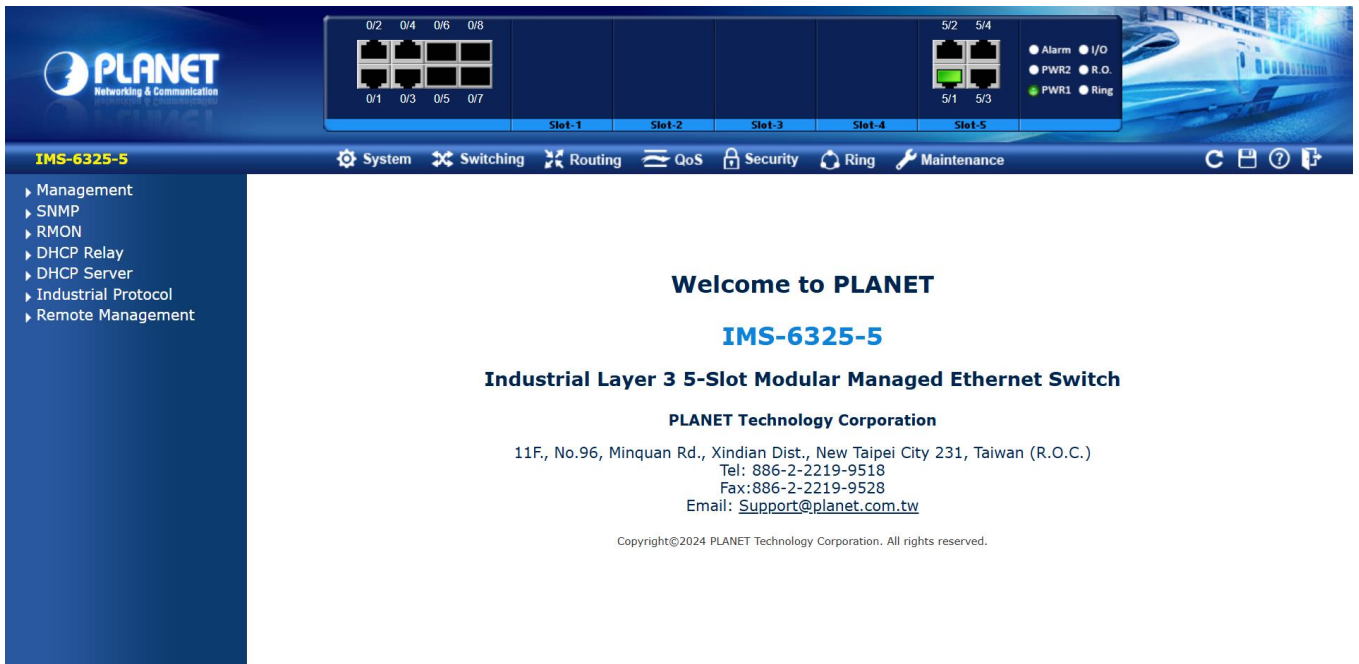 0/2 0/4 0/6 0/8
5/2 5/4
PLANET
Networking & Communication
Alarm I/O
PWR2 R.O.
PWR1 Ring
0/1 0/3 0/5 0/7
5/1 5/3
Slot-1 Slot-2 Slot-3 Slot-4 Slot-5
IMS-6325-5
System Switching Routing QoS Security Ring Maintenance
Management
SNMP
RMON
DHCP Relay
DHCP Server
Industrial Protocol
Remote Management
Welcome to PLANET
IMS-6325-5
Industrial Layer 3 5-Slot Modular Managed Ethernet Switch
PLANET Technology Corporation
11F., No.96, Minquan Rd., Xindian Dist., New Taipei City 231, Taiwan (R.O.C.)
Tel: 886-2-2219-9518
Fax:886-2-2219-9528
Email: Support@planet.com.tw
Copyright©2024 PLANET Technology Corporation. All rights reserved.